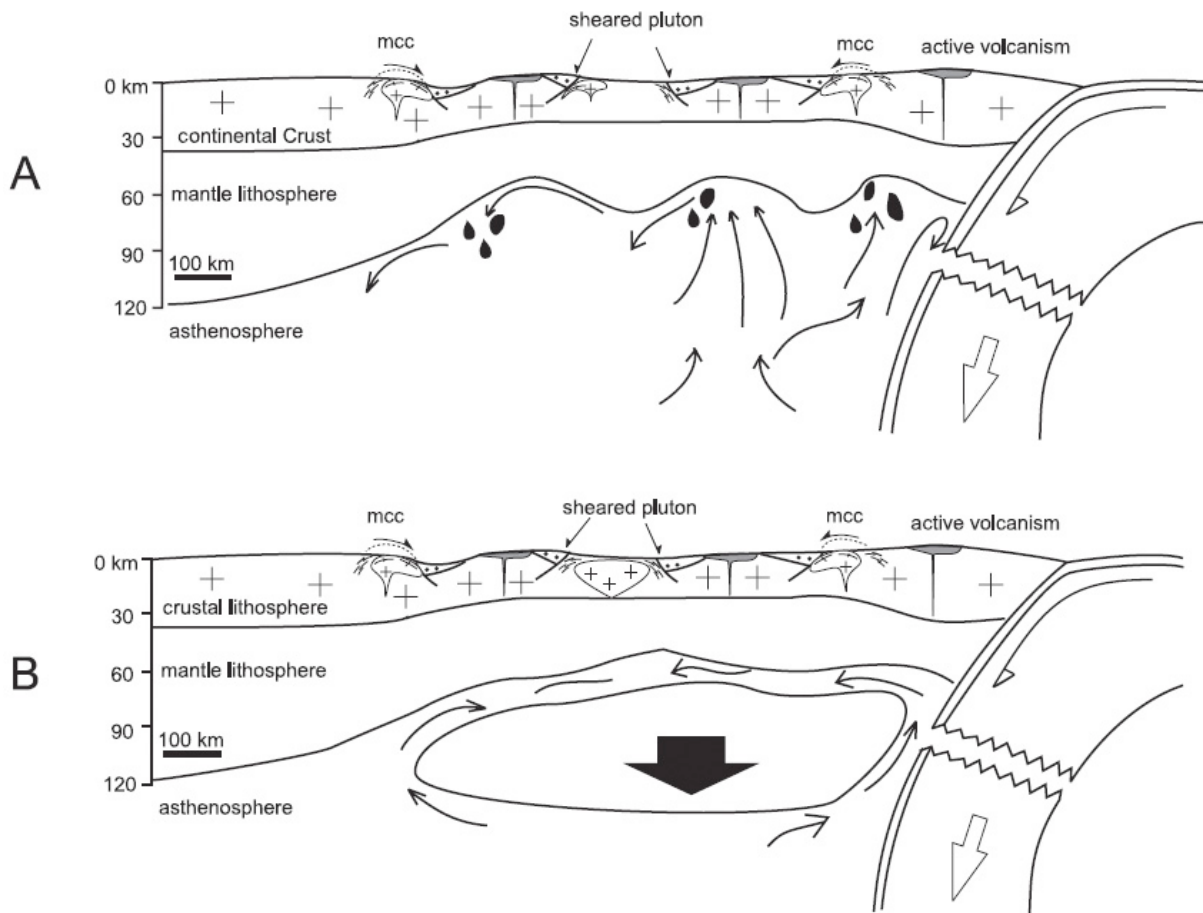 sheared pluton
mcc
mcc
active volcanism
0 km
continental Crust
30
A
mantle lithosphere
60
90
100 km
120
asthenosphere
sheared pluton
mcc
mcc
active volcanism
0 km
crustal lithosphere
30
mantle lithosphere
B
60
90
100 km
120
asthenosphere